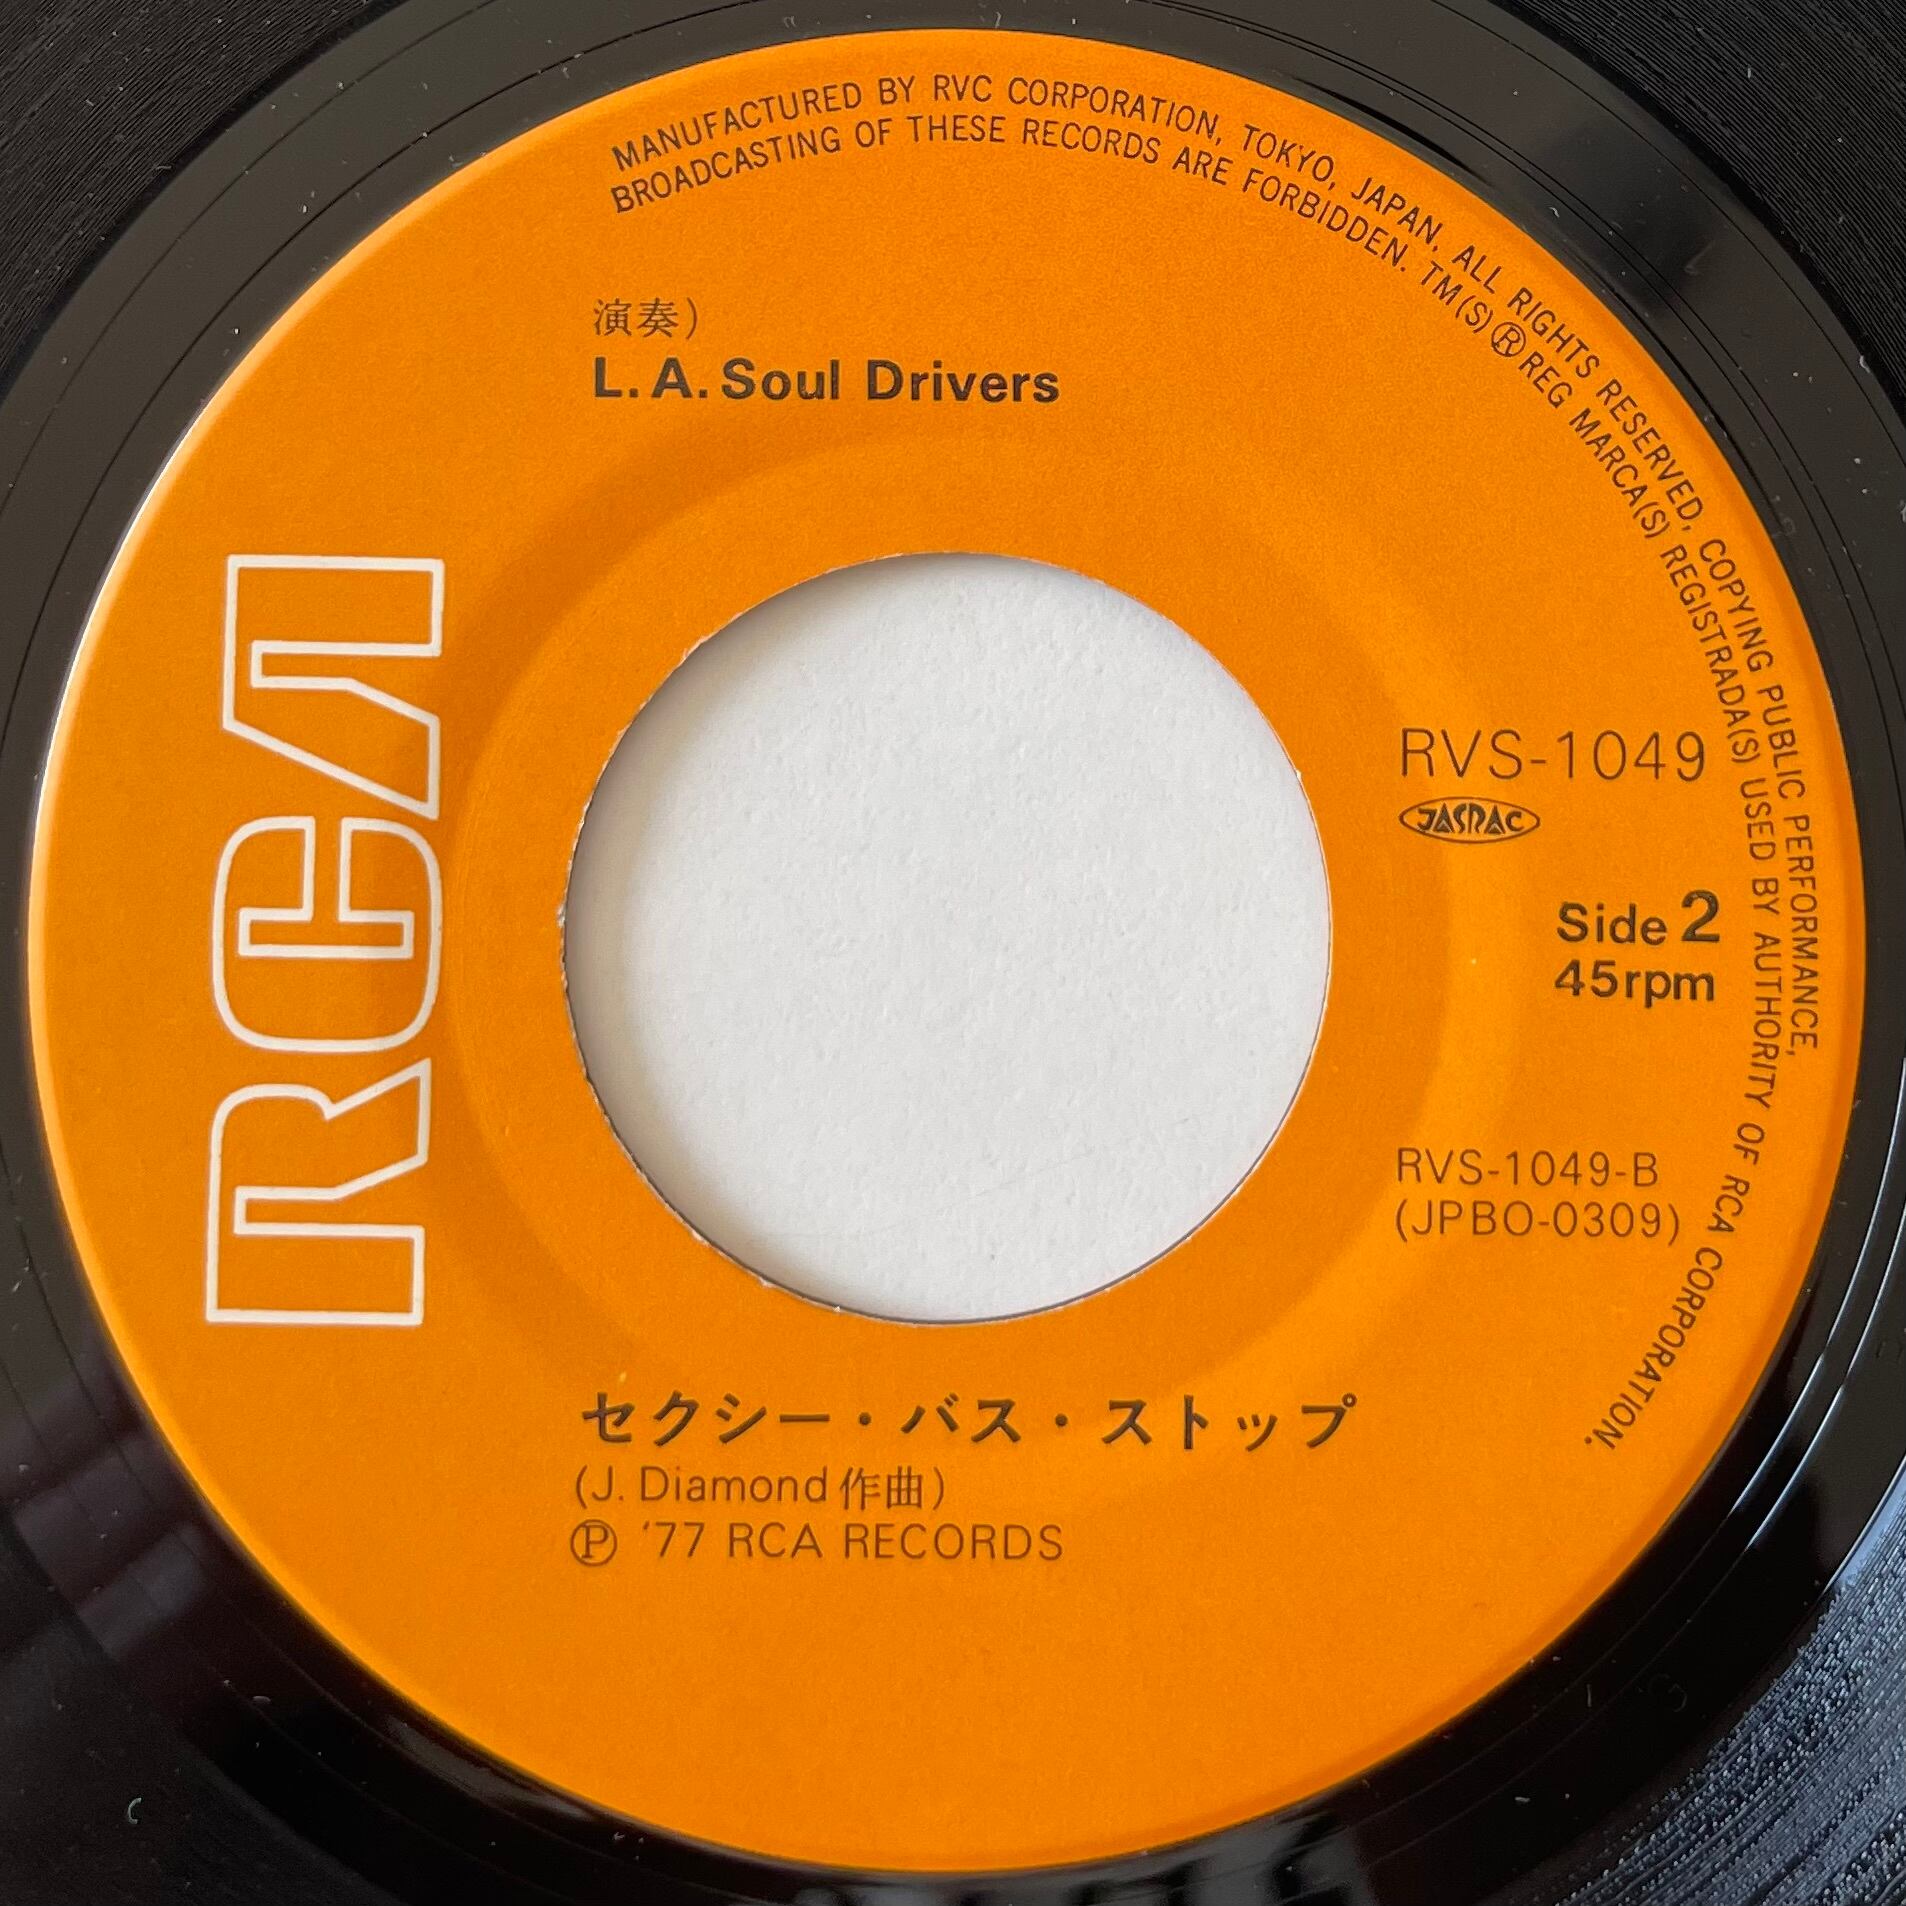 MANUFACTURED BY RVC CORPORATION, TOKYO, JAPAN. ALL RIGHTS RESERVED, COPYING PUBLIC PERFORMANCE,
BROADCASTING OF THESE RECORDS ARE FORBIDDEN. TM(S)®REG MARCA(S) REGISTRADA(S) USED BY AUTHORITY OF RCA CORPORATION.
演奏)
L.A.Soul Drivers
RCA
RVS-1049
JASRAC
Side 2
45rpm
RVS-1049-B
(JPBO-0309)
セクシー・バス・ストップ
(J. Diamond 作曲)
Ⓟ '77 RCA RECORDS